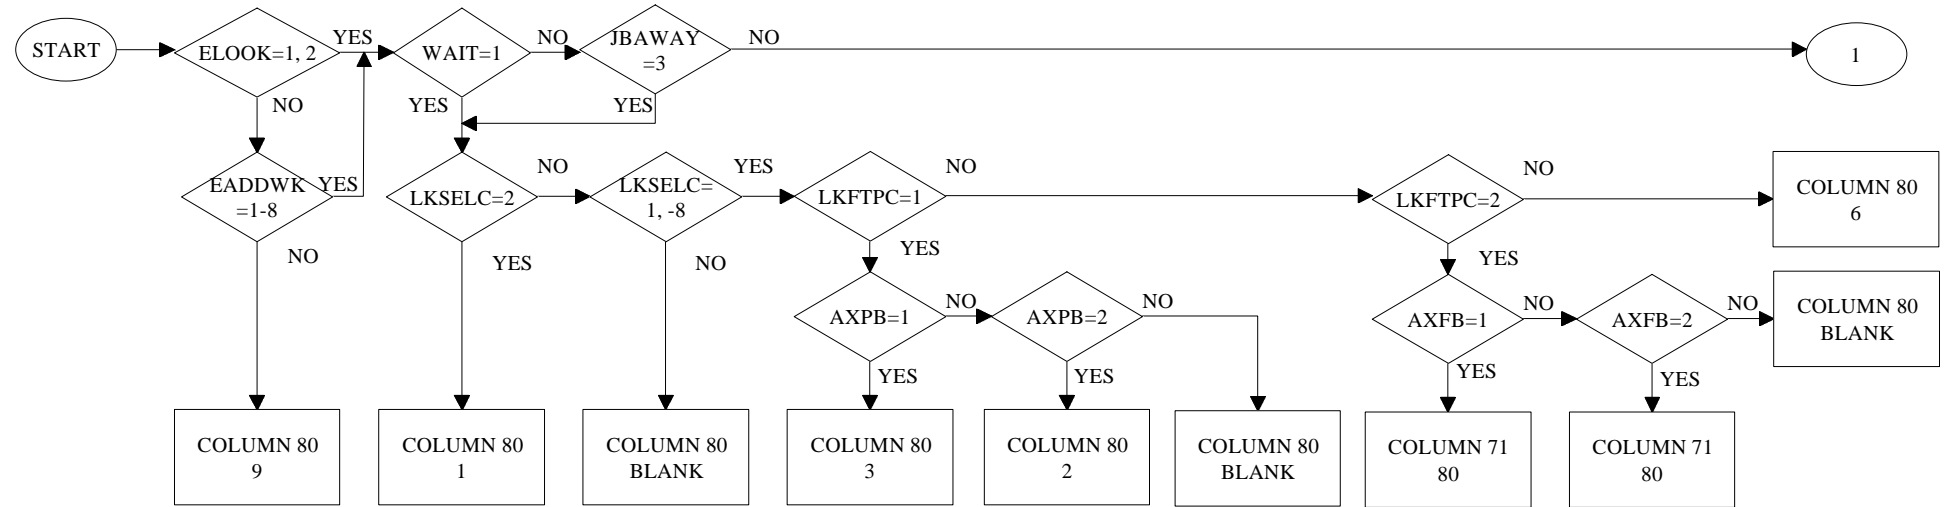 START
ELOOK=1, 2
YES
WAIT=1
NO
JBAWAY
=3
NO
1
NO
YES
YES
EADDWK
=1-8
YES
LKSELC=2
NO
LKSELC=
1, -8
YES
LKFTPC=1
NO
LKFTPC=2
NO
COLUMN 80
6
NO
YES
NO
YES
YES
AXPB=1
NO
AXPB=2
NO
AXFB=1
NO
AXFB=2
NO
COLUMN 80
BLANK
YES
YES
YES
YES
COLUMN 80
9
COLUMN 80
1
COLUMN 80
BLANK
COLUMN 80
3
COLUMN 80
2
COLUMN 80
BLANK
COLUMN 71
80
COLUMN 71
80